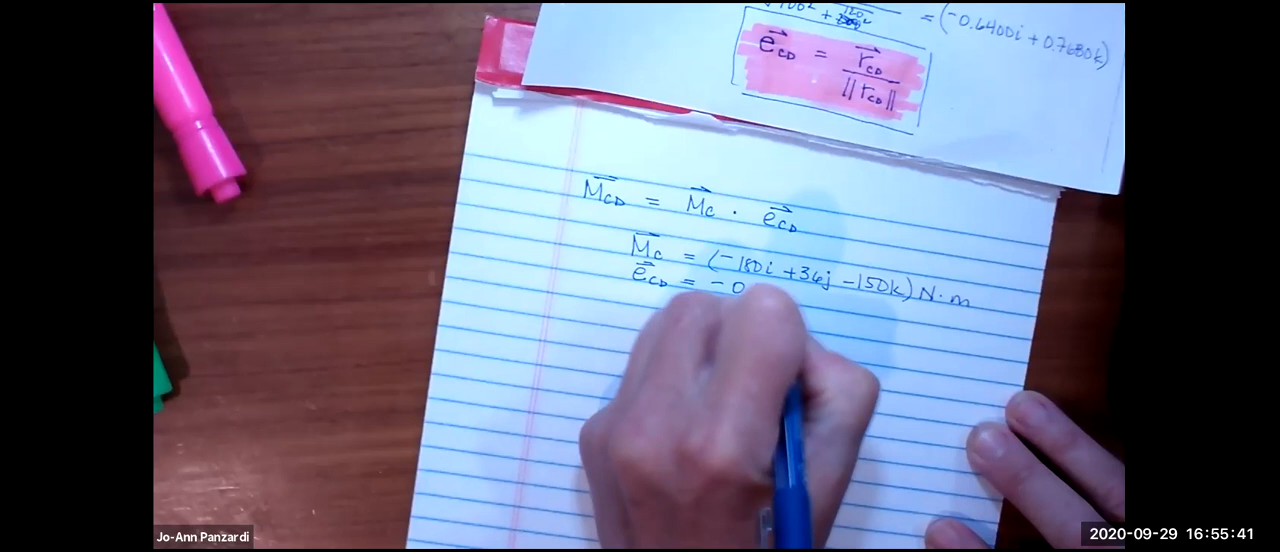 = (-0.6400i + 0.7680k)
e⃗CD = r⃗CD / ||rCD||
M⃗CD = M⃗C · e⃗CD
M⃗C = (-180i + 36j - 150k) N·m
e⃗CD = -0
Jo-Ann Panzardi
2020-09-29 16:55:41